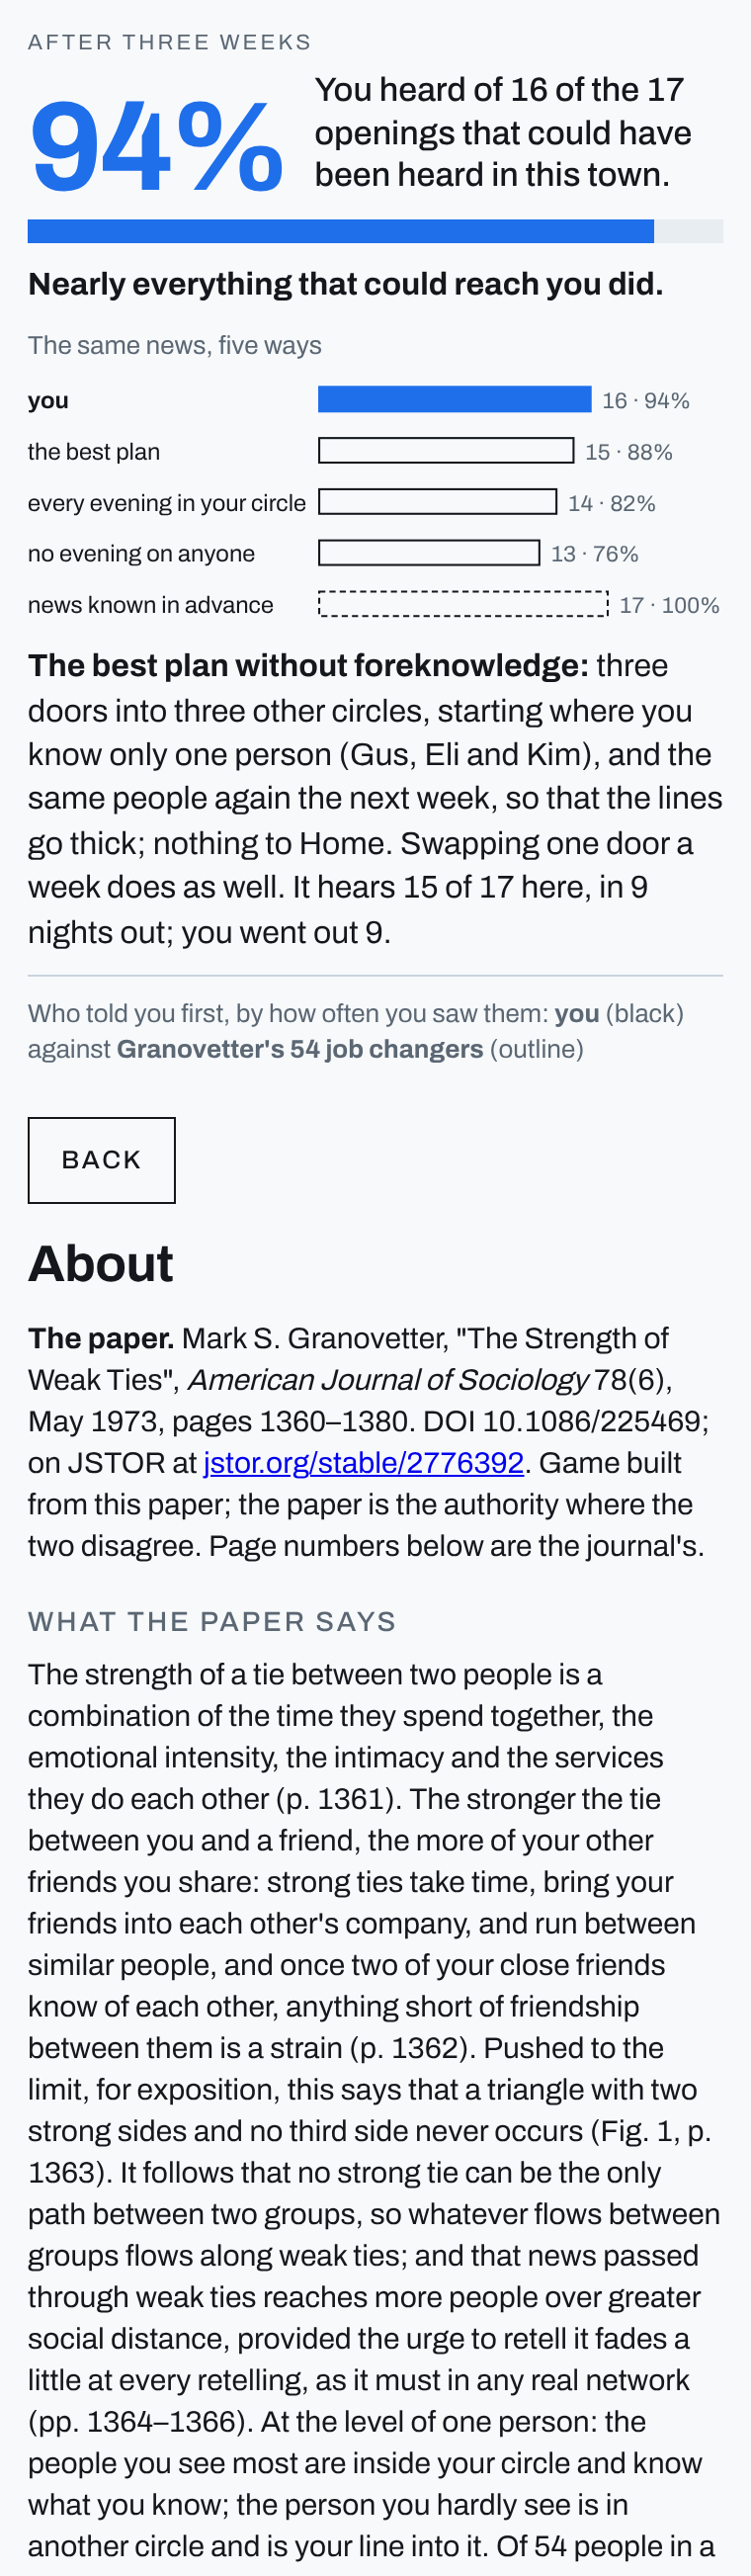 AFTER THREE WEEKS
94%
You heard of 16 of the 17
openings that could have
been heard in this town.
Nearly everything that could reach you did.
The same news, five ways
you 16 · 94%
the best plan 15 · 88%
every evening in your circle 14 · 82%
no evening on anyone 13 · 76%
news known in advance 17 · 100%
The best plan without foreknowledge: three
doors into three other circles, starting where you
know only one person (Gus, Eli and Kim), and the
same people again the next week, so that the lines
go thick; nothing to Home. Swapping one door a
week does as well. It hears 15 of 17 here, in 9
nights out; you went out 9.
Who told you first, by how often you saw them: you (black)
against Granovetter's 54 job changers (outline)
BACK
About
The paper. Mark S. Granovetter, "The Strength of
Weak Ties", American Journal of Sociology 78(6),
May 1973, pages 1360–1380. DOI 10.1086/225469;
on JSTOR at jstor.org/stable/2776392. Game built
from this paper; the paper is the authority where the
two disagree. Page numbers below are the journal's.
WHAT THE PAPER SAYS
The strength of a tie between two people is a
combination of the time they spend together, the
emotional intensity, the intimacy and the services
they do each other (p. 1361). The stronger the tie
between you and a friend, the more of your other
friends you share: strong ties take time, bring your
friends into each other's company, and run between
similar people, and once two of your close friends
know of each other, anything short of friendship
between them is a strain (p. 1362). Pushed to the
limit, for exposition, this says that a triangle with two
strong sides and no third side never occurs (Fig. 1, p.
1363). It follows that no strong tie can be the only
path between two groups, so whatever flows between
groups flows along weak ties; and that news passed
through weak ties reaches more people over greater
social distance, provided the urge to retell it fades a
little at every retelling, as it must in any real network
(pp. 1364–1366). At the level of one person: the
people you see most are inside your circle and know
what you know; the person you hardly see is in
another circle and is your line into it. Of 54 people in a